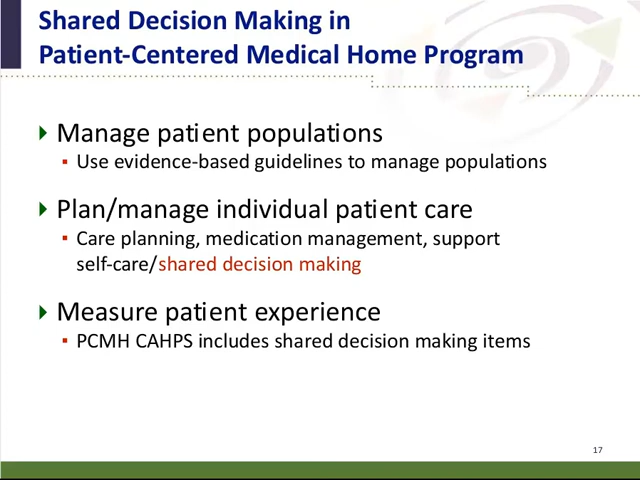 Shared Decision Making in
Patient-Centered Medical Home Program
Manage patient populations
Use evidence-based guidelines to manage populations
Plan/manage individual patient care
Care planning, medication management, support
self-care/shared decision making
Measure patient experience
PCMH CAHPS includes shared decision making items
17